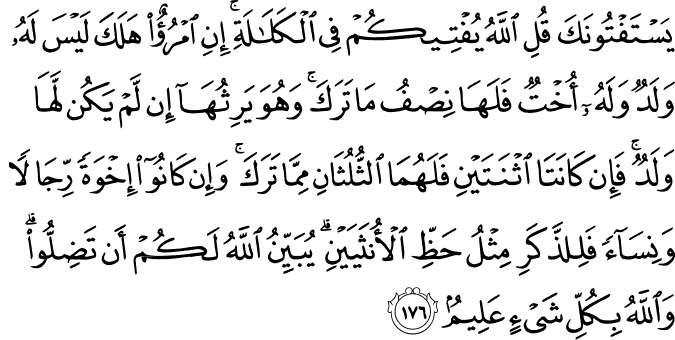 يَسْتَفْتُونَكَ قُلِ ٱللَّهُ يُفْتِيكُمْ فِى ٱلْكَلَـٰلَةِ ۚ إِنِ ٱمْرُؤٌا۟ هَلَكَ لَيْسَ لَهُۥ
وَلَدٌ وَلَهُۥٓ أُخْتٌ فَلَهَا نِصْفُ مَا تَرَكَ ۚ وَهُوَ يَرِثُهَآ إِن لَّمْ يَكُن لَّهَا
وَلَدٌ ۚ فَإِن كَانَتَا ٱثْنَتَيْنِ فَلَهُمَا ٱلثُّلُثَانِ مِمَّا تَرَكَ ۚ وَإِن كَانُوٓا۟ إِخْوَةً رِّجَالًا
وَنِسَآءً فَلِلذَّكَرِ مِثْلُ حَظِّ ٱلْأُنثَيَيْنِ ۗ يُبَيِّنُ ٱللَّهُ لَكُمْ أَن تَضِلُّوا۟ ۗ
وَٱللَّهُ بِكُلِّ شَىْءٍ عَلِيمٌۢ ١٧٦